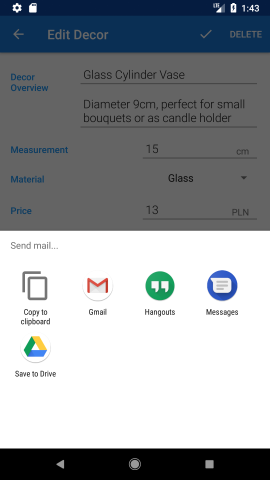 1:43
Edit Decor
DELETE
Decor
Overview
Glass Cylinder Vase
Diameter 9cm, perfect for small
bouquets or as candle holder
Measurement
15
cm
Material
Glass
Price
13
PLN
Send mail...
Copy to
clipboard
Gmail
Hangouts
Messages
Save to Drive